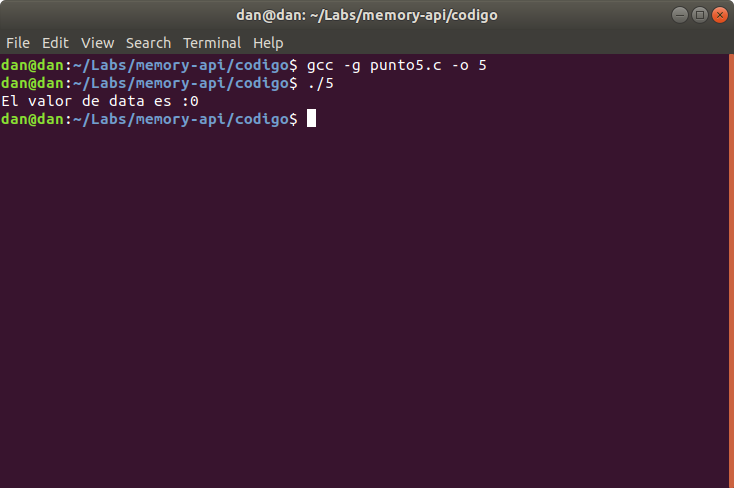 dan@dan: ~/Labs/memory-api/codigo
File Edit View Search Terminal Help
dan@dan:~/Labs/memory-api/codigo$ gcc -g punto5.c -o 5
dan@dan:~/Labs/memory-api/codigo$ ./5
El valor de data es :0
dan@dan:~/Labs/memory-api/codigo$